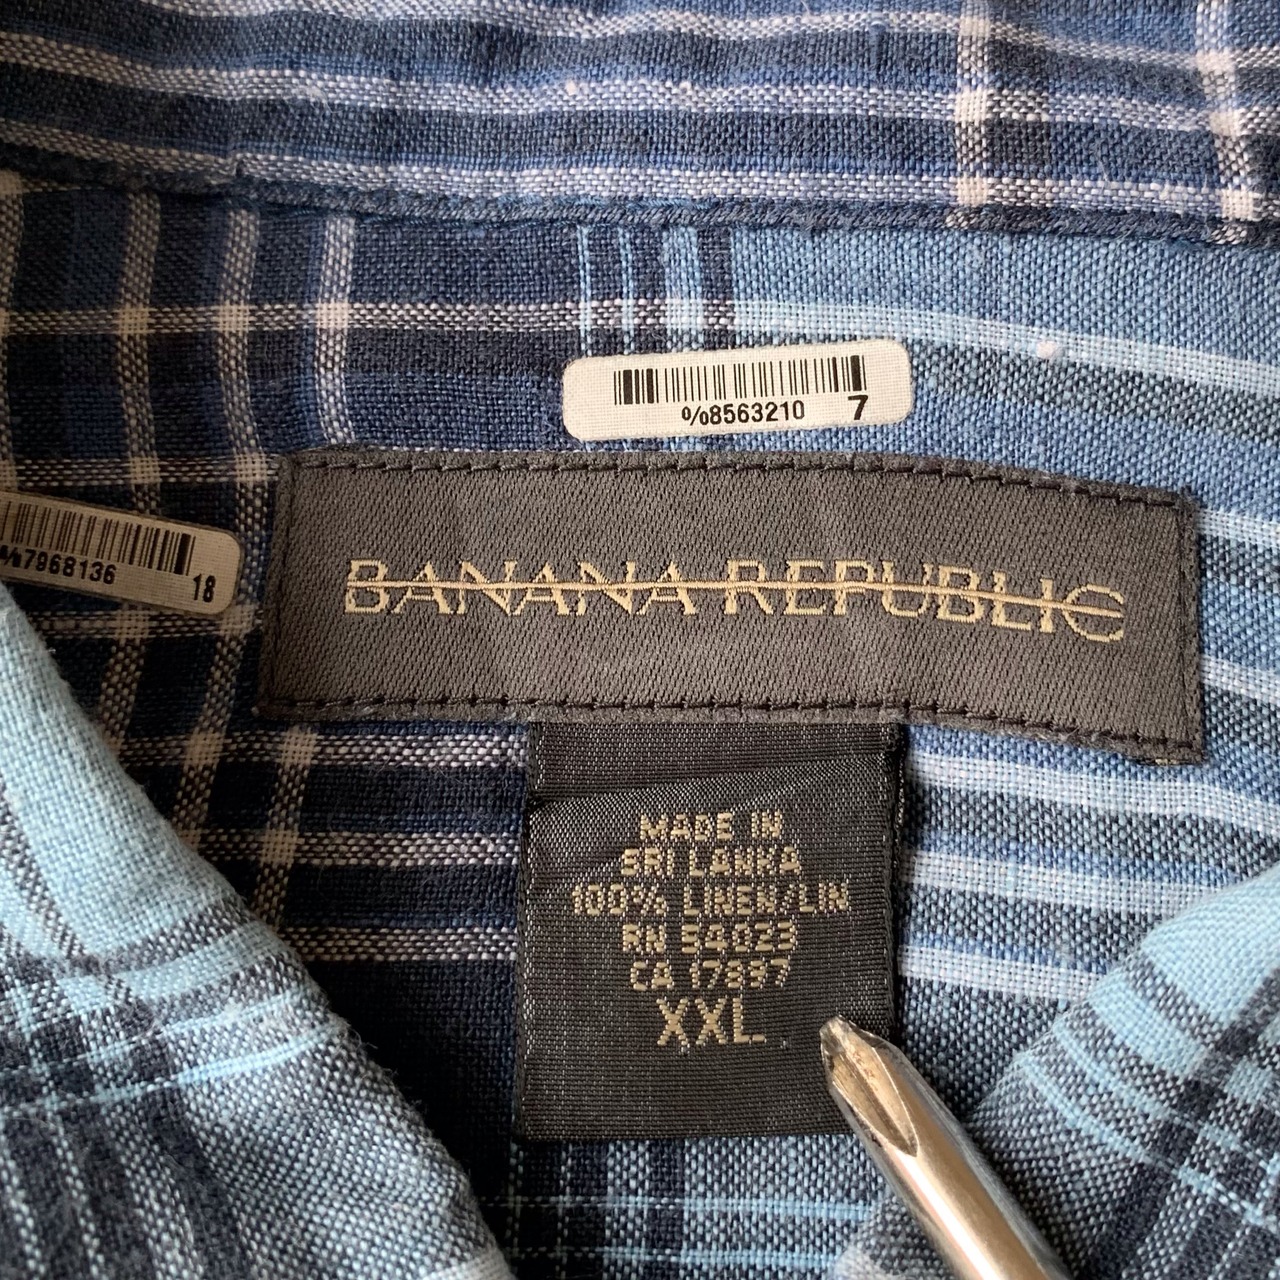 %8563210 7
%7968136 18
BANANA REPUBLIC
MADE IN
SRI LANKA
100% LINEN/LIN
RN 54023
CA 17897
XXL